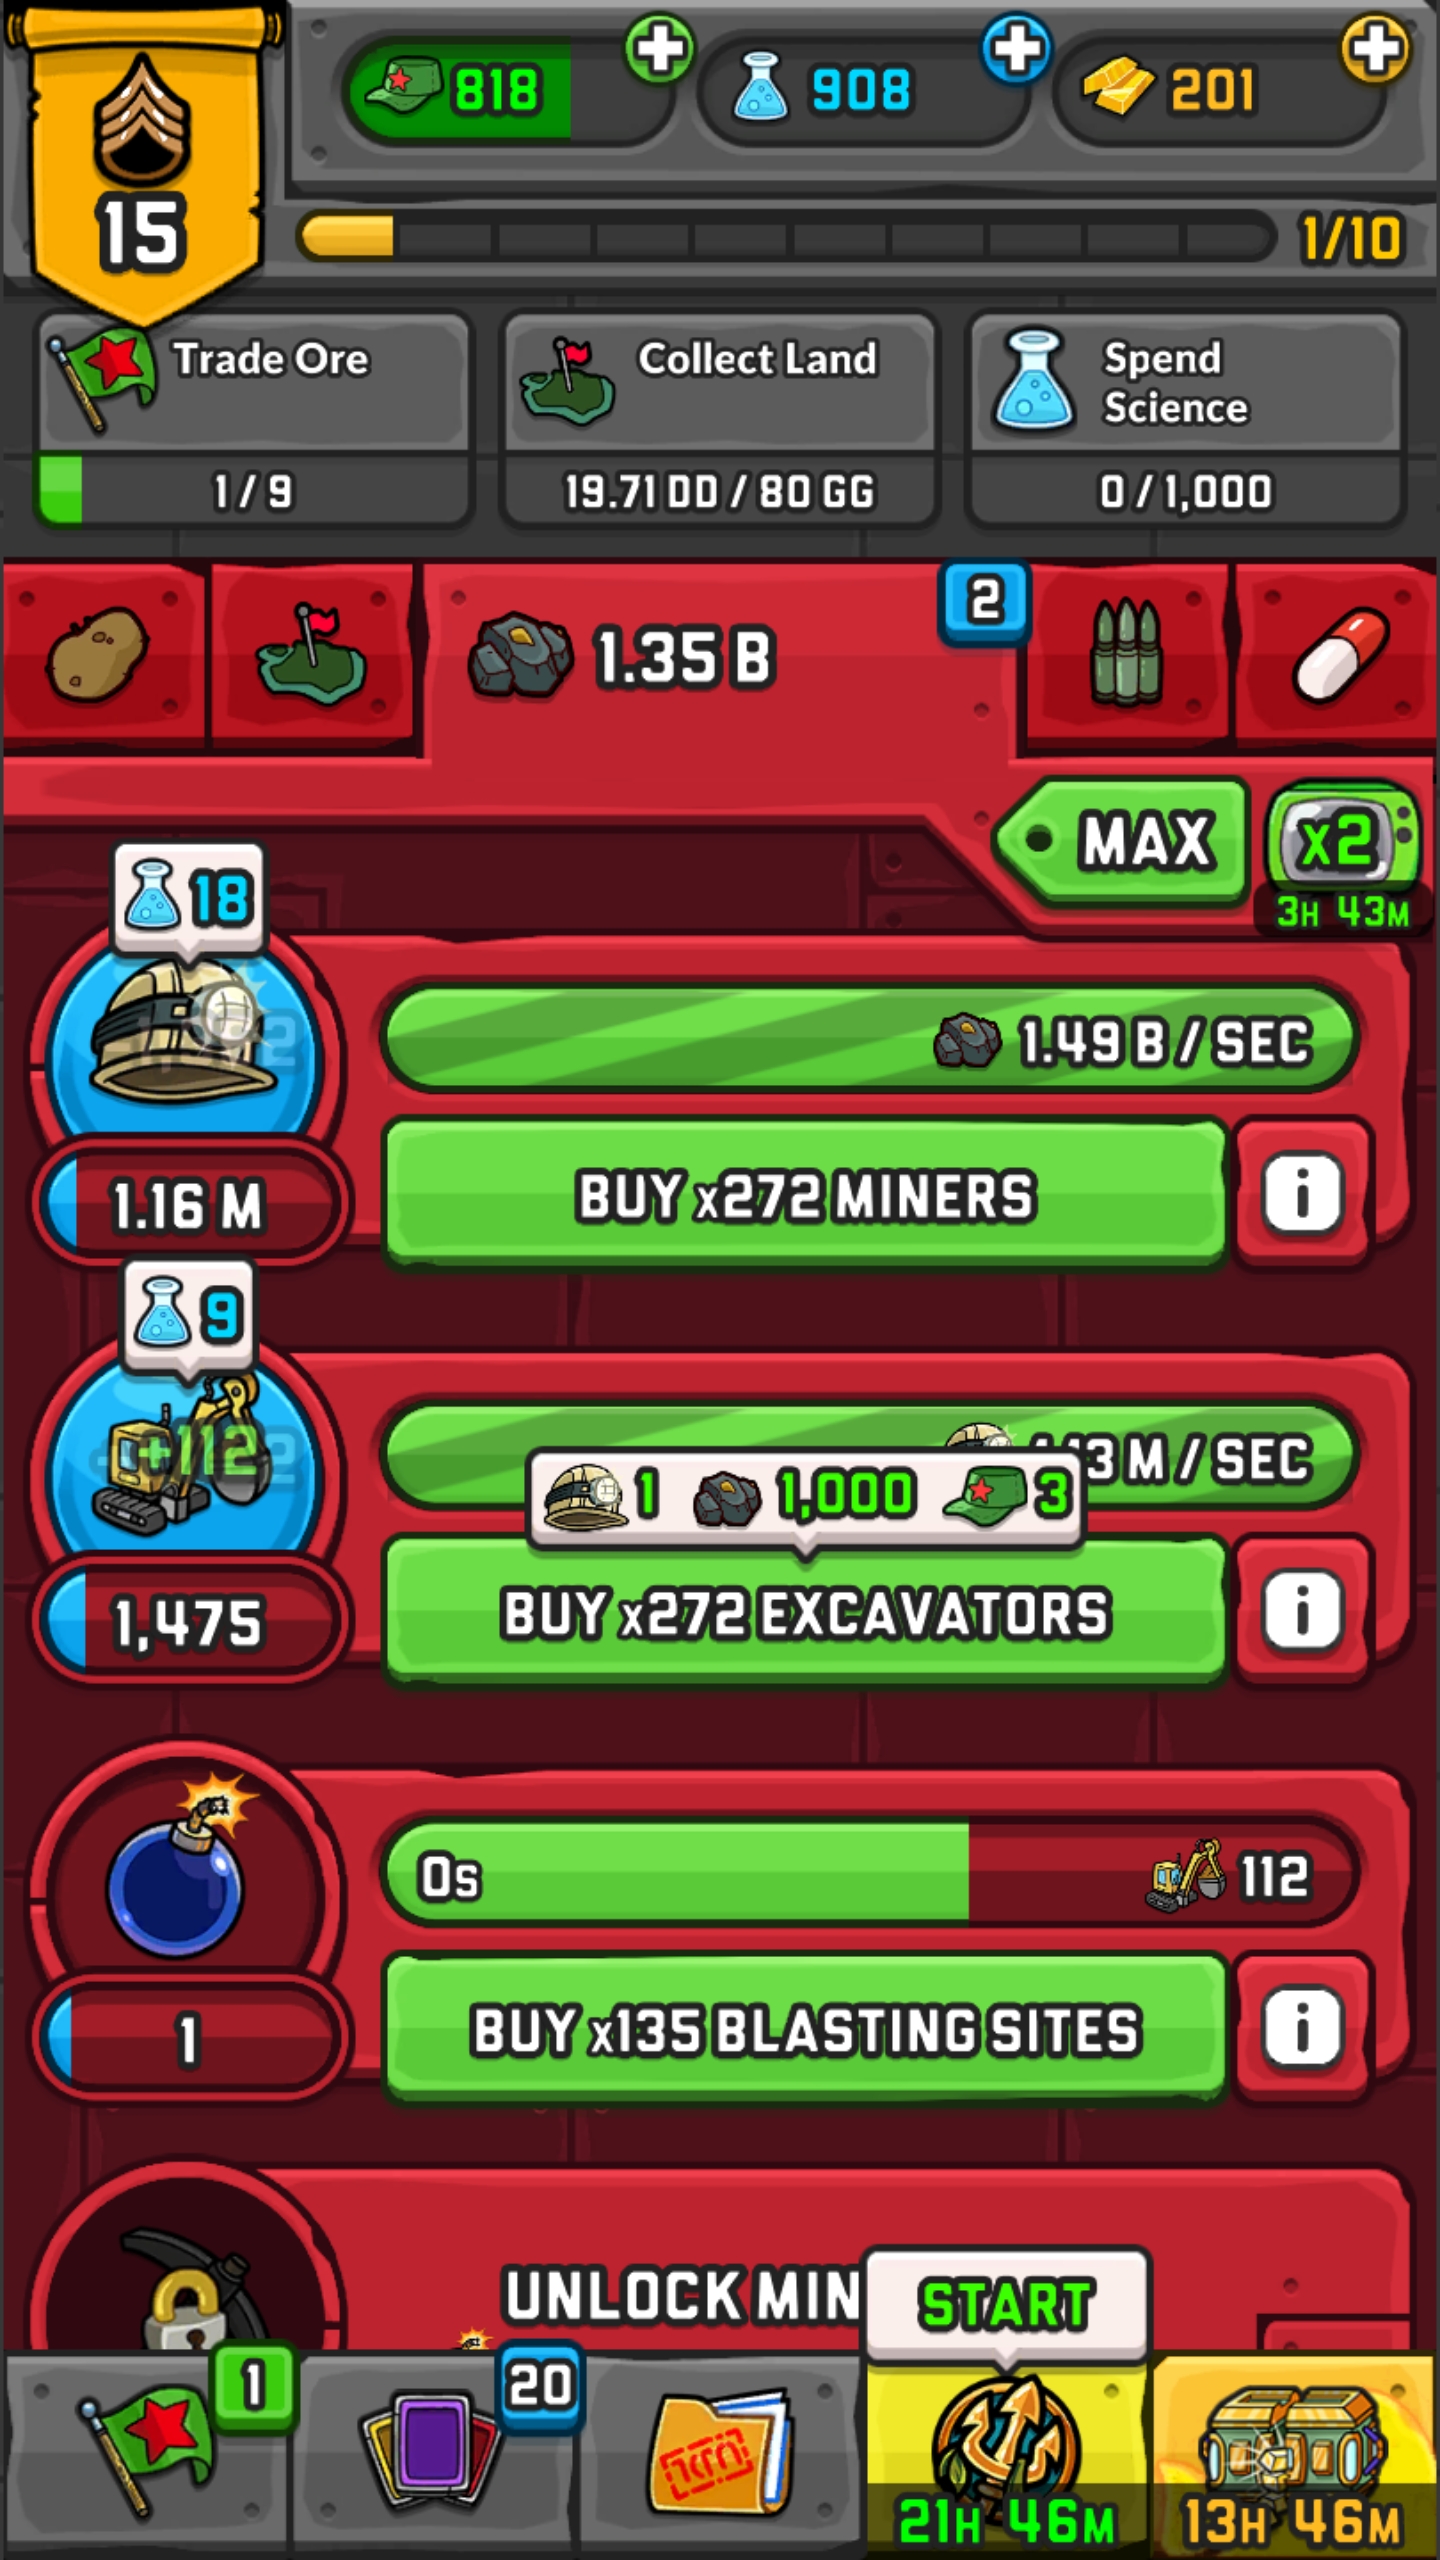 818
908
201
15
1/10
Trade Ore
Collect Land
Spend
Science
1/9
19.71 DD / 80 GG
0 / 1,000
1.35 B
2
MAX
x2
3H 43M
18
1.49 B / SEC
1.16 M
BUY x272 MINERS
i
9
+112
3 M / SEC
1
1,000
3
1,475
BUY x272 EXCAVATORS
i
0s
112
1
BUY x135 BLASTING SITES
i
UNLOCK MIN
START
1
20
21H 46M
13H 46M